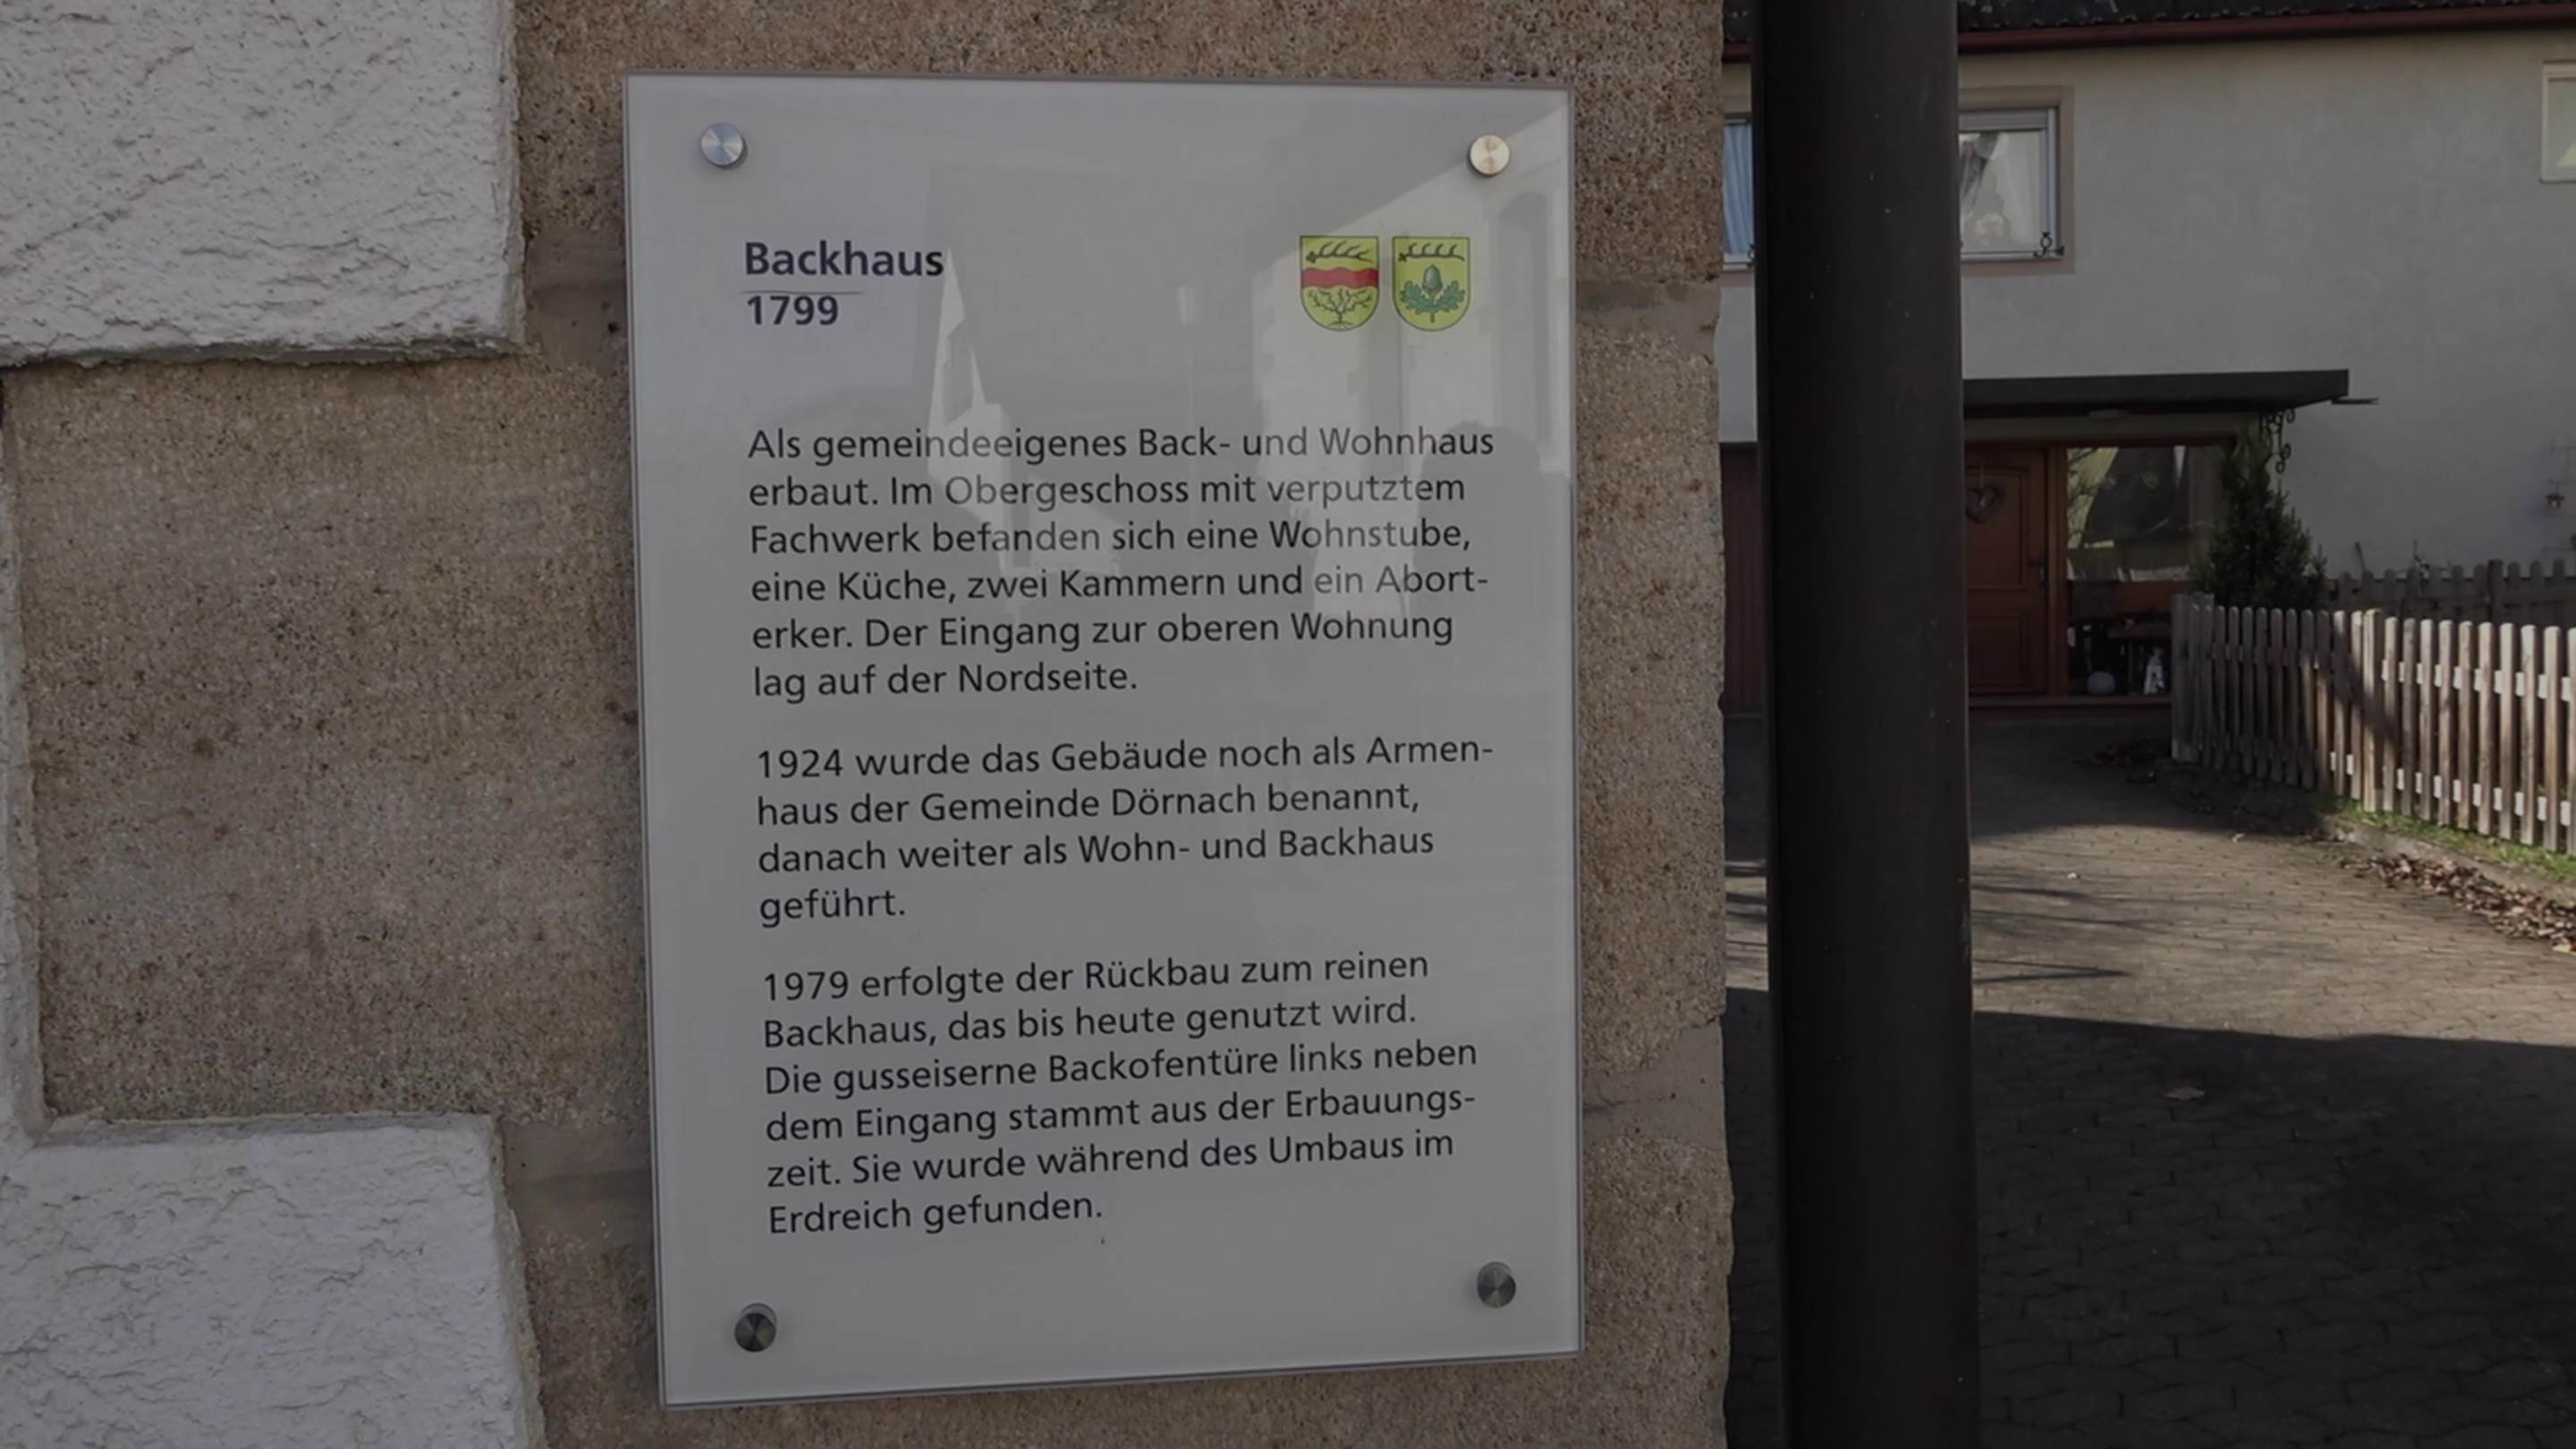 Backhaus
1799
Als gemeindeeigenes Back- und Wohnhaus
erbaut. Im Obergeschoss mit verputztem
Fachwerk befanden sich eine Wohnstube,
eine Küche, zwei Kammern und ein Abort-
erker. Der Eingang zur oberen Wohnung
lag auf der Nordseite.
1924 wurde das Gebäude noch als Armen-
haus der Gemeinde Dörnach benannt,
danach weiter als Wohn- und Backhaus
geführt.
1979 erfolgte der Rückbau zum reinen
Backhaus, das bis heute genutzt wird.
Die gusseiserne Backofentüre links neben
dem Eingang stammt aus der Erbauungs-
zeit. Sie wurde während des Umbaus im
Erdreich gefunden.